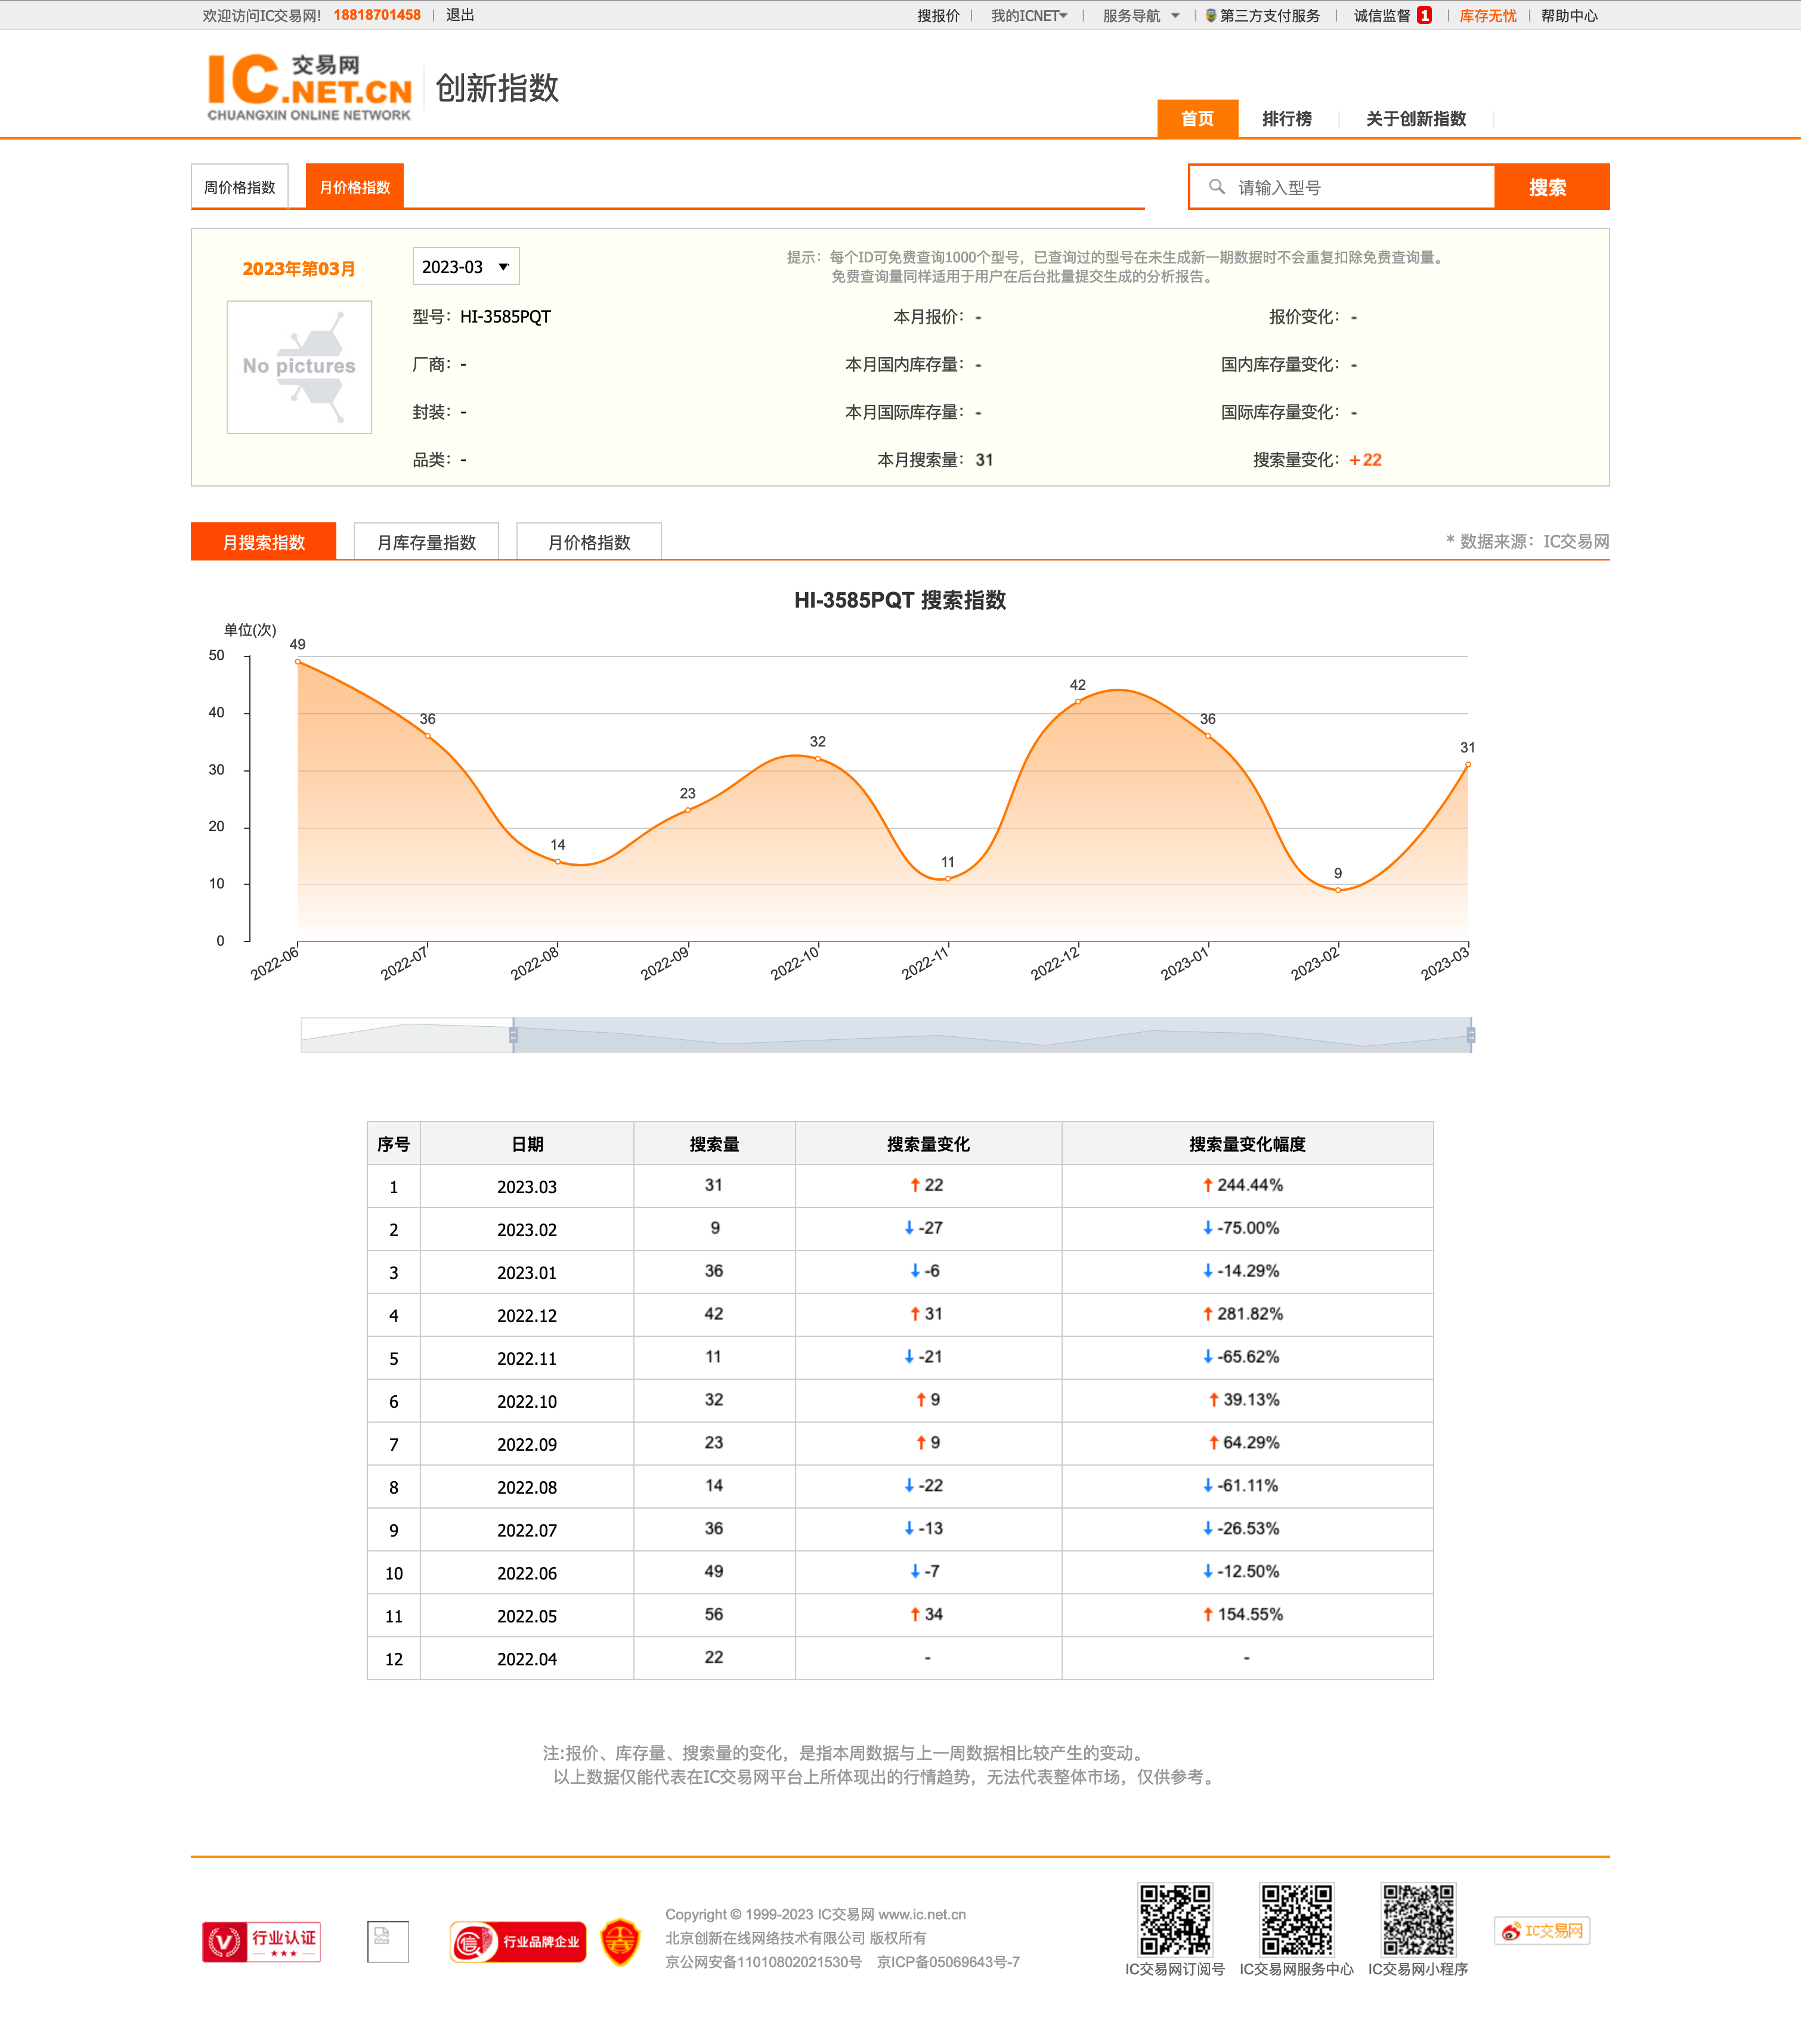 欢迎访问IC交易网! 18818701458 | 退出 搜报价 | 我的ICNET | 服务导航 | 第三方支付服务 | 诚信监督 1 | 库存无忧 | 帮助中心
IC 交易网
.NET.CN
CHUANGXIN ONLINE NETWORK
创新指数
首页 排行榜 关于创新指数
周价格指数 月价格指数 请输入型号 搜索
2023年第03月 2023-03
提示：每个ID可免费查询1000个型号，已查询过的型号在未生成新一期数据时不会重复扣除免费查询量。
免费查询量同样适用于用户在后台批量提交生成的分析报告。
No pictures
型号：HI-3585PQT 本月报价：- 报价变化：-
厂商：- 本月国内库存量：- 国内库存量变化：-
封装：- 本月国际库存量：- 国际库存量变化：-
品类：- 本月搜索量：31 搜索量变化：+22
月搜索指数 月库存量指数 月价格指数 * 数据来源：IC交易网
HI-3585PQT 搜索指数
单位(次)
50
40
30
20
10
0
49 36 14 23 32 11 42 36 9 31
2022-06 2022-07 2022-08 2022-09 2022-10 2022-11 2022-12 2023-01 2023-02 2023-03
序号 日期 搜索量 搜索量变化 搜索量变化幅度
1 2023.03 31 ↑ 22 ↑ 244.44%
2 2023.02 9 ↓ -27 ↓ -75.00%
3 2023.01 36 ↓ -6 ↓ -14.29%
4 2022.12 42 ↑ 31 ↑ 281.82%
5 2022.11 11 ↓ -21 ↓ -65.62%
6 2022.10 32 ↑ 9 ↑ 39.13%
7 2022.09 23 ↑ 9 ↑ 64.29%
8 2022.08 14 ↓ -22 ↓ -61.11%
9 2022.07 36 ↓ -13 ↓ -26.53%
10 2022.06 49 ↓ -7 ↓ -12.50%
11 2022.05 56 ↑ 34 ↑ 154.55%
12 2022.04 22 - -
注:报价、库存量、搜索量的变化，是指本周数据与上一周数据相比较产生的变动。
以上数据仅能代表在IC交易网平台上所体现出的行情趋势，无法代表整体市场，仅供参考。
行业认证
信 行业品牌企业
Copyright © 1999-2023 IC交易网 www.ic.net.cn
北京创新在线网络技术有限公司 版权所有
京公网安备11010802021530号 京ICP备05069643号-7
IC交易网订阅号 IC交易网服务中心 IC交易网小程序
IC交易网